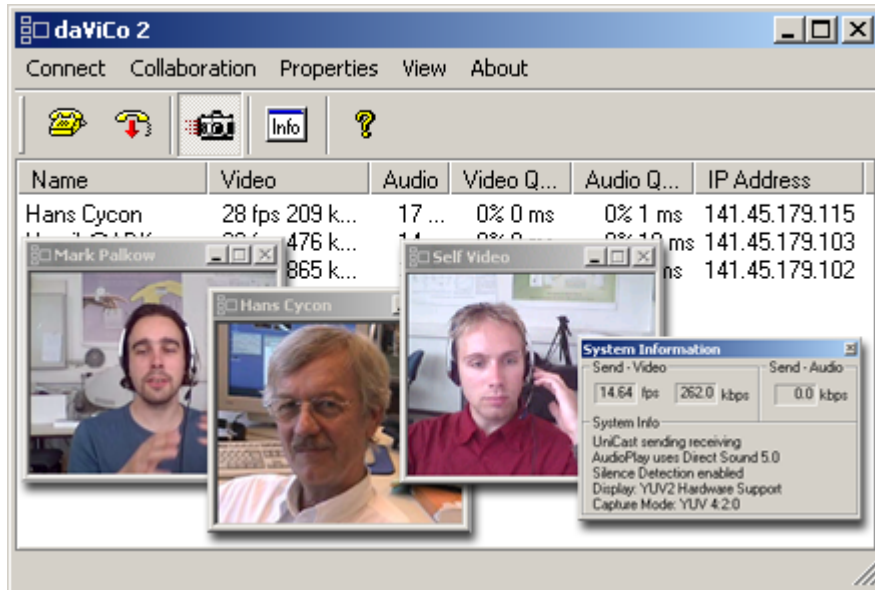 daViCo 2
Connect Collaboration Properties View About
Info ?
Name Video Audio Video Q... Audio Q... IP Address
Hans Cycon 28 fps 209 k... 17 ... 0% 0 ms 0% 1 ms 141.45.179.115
476 k... ms 141.45.179.103
865 k... ms 141.45.179.102
Mark Palkow
Self Video
Hans Cycon
System Information
Send - Video Send - Audio
14.64 fps 262.0 kbps 0.0 kbps
System Info
UniCast sending receiving
AudioPlay uses Direct Sound 5.0
Silence Detection enabled
Display: YUV2 Hardware Support
Capture Mode: YUV 4:2:0